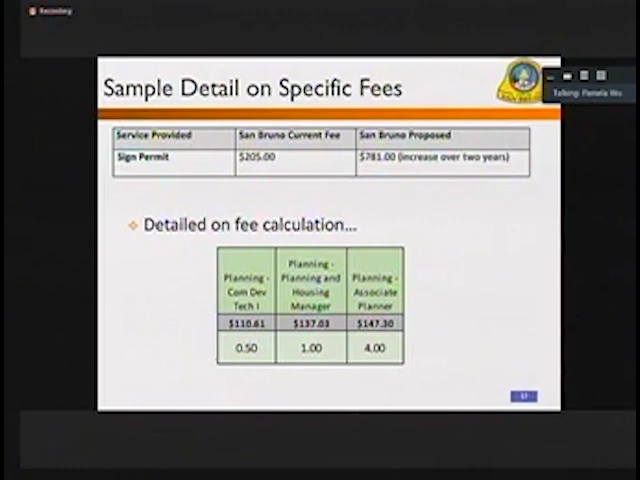 Recording
Sample Detail on Specific Fees
Talking: Pamela Wu
Service Provided San Bruno Current Fee San Bruno Proposed
Sign Permit $205.00 $781.00 (increase over two years)
Detailed on fee calculation...
Planning - Com Dev Tech I
Planning - Planning and Housing Manager
Planning - Associate Planner
$110.61 $137.03 $147.30
0.50 1.00 4.00
17